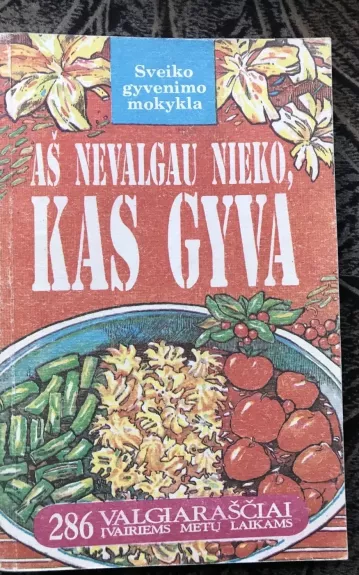 Sveiko
gyvenimo
mokykla
AŠ NEVALGAU NIEKO,
KAS GYVA
286 VALGIARAŠČIAI
ĮVAIRIEMS METŲ LAIKAMS